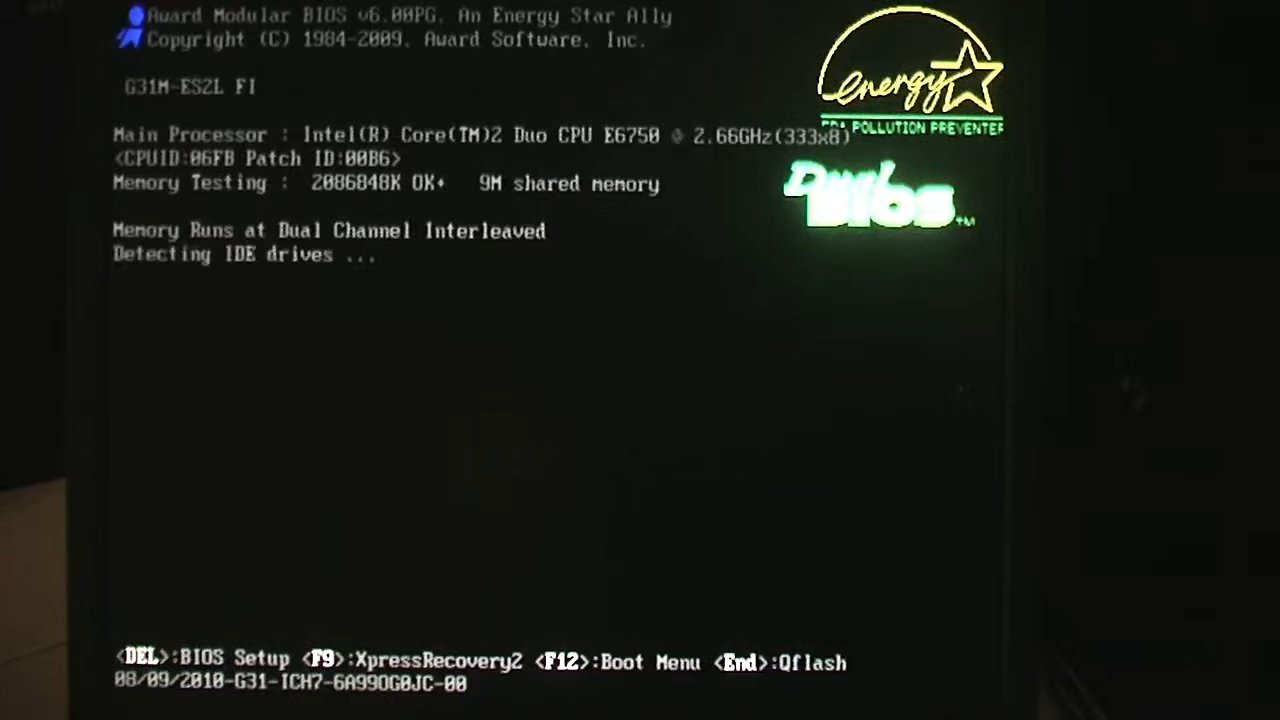 Award Modular BIOS v6.00PG, An Energy Star Ally
Copyright (C) 1984-2009, Award Software, Inc.
energy
EPA POLLUTION PREVENTER
G31M-ES2L FI
Main Processor : Intel(R) Core(TM)2 Duo CPU E6750 @ 2.66GHz(333x8)
<CPUID:06FB Patch ID:00B6>
Memory Testing : 2086848K OK+ 9M shared memory
Dual BIOS™
Memory Runs at Dual Channel Interleaved
Detecting IDE drives ...
<DEL>:BIOS Setup <F9>:XpressRecovery2 <F12>:Boot Menu <End>:Qflash
08/09/2010-G31-ICH7-6A99OG0JC-00